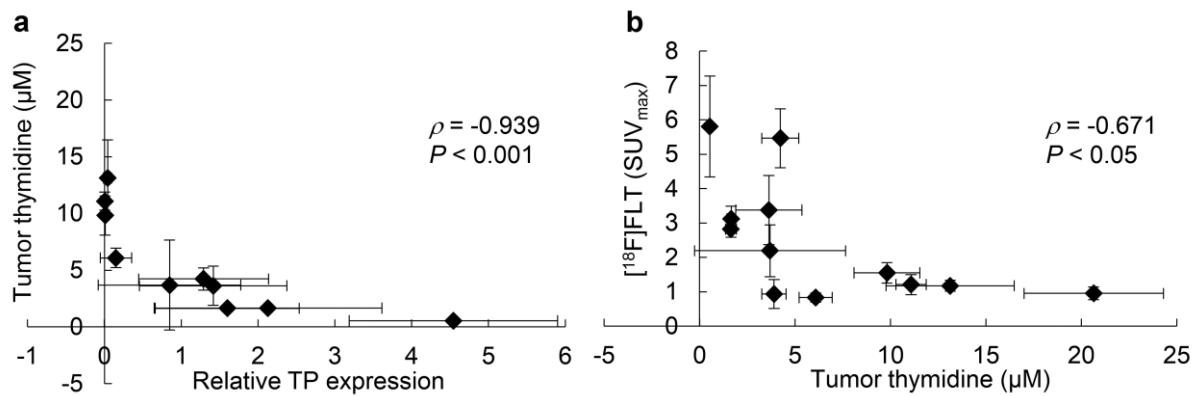 a
25
20
15
10
5
0
-5
Tumor thymidine (µM)
ρ = -0.939
P < 0.001
-1 0 1 2 3 4 5 6
Relative TP expression
b
8
7
6
5
4
3
2
1
0
[¹⁸F]FLT (SUVmax)
ρ = -0.671
P < 0.05
-5 0 5 10 15 20 25
Tumor thymidine (µM)